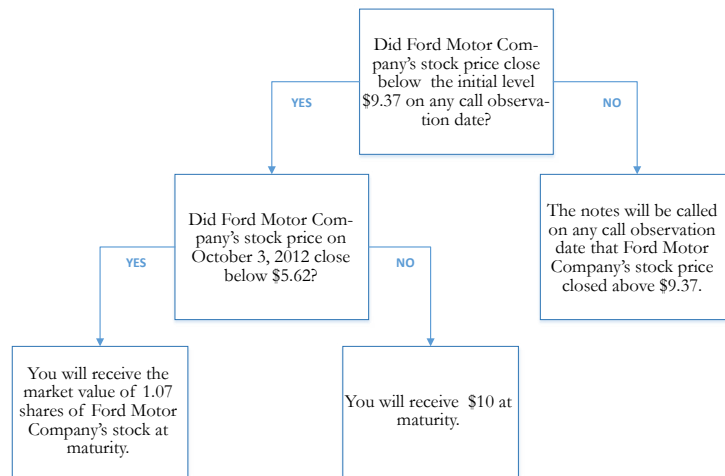 Did Ford Motor Com-
pany's stock price close
below the initial level
$9.37 on any call observa-
tion date?
YES
NO
Did Ford Motor Com-
pany's stock price on
October 3, 2012 close
below $5.62?
The notes will be called
on any call observation
date that Ford Motor
Company's stock price
closed above $9.37.
YES
NO
You will receive the
market value of 1.07
shares of Ford Motor
Company's stock at
maturity.
You will receive $10 at
maturity.